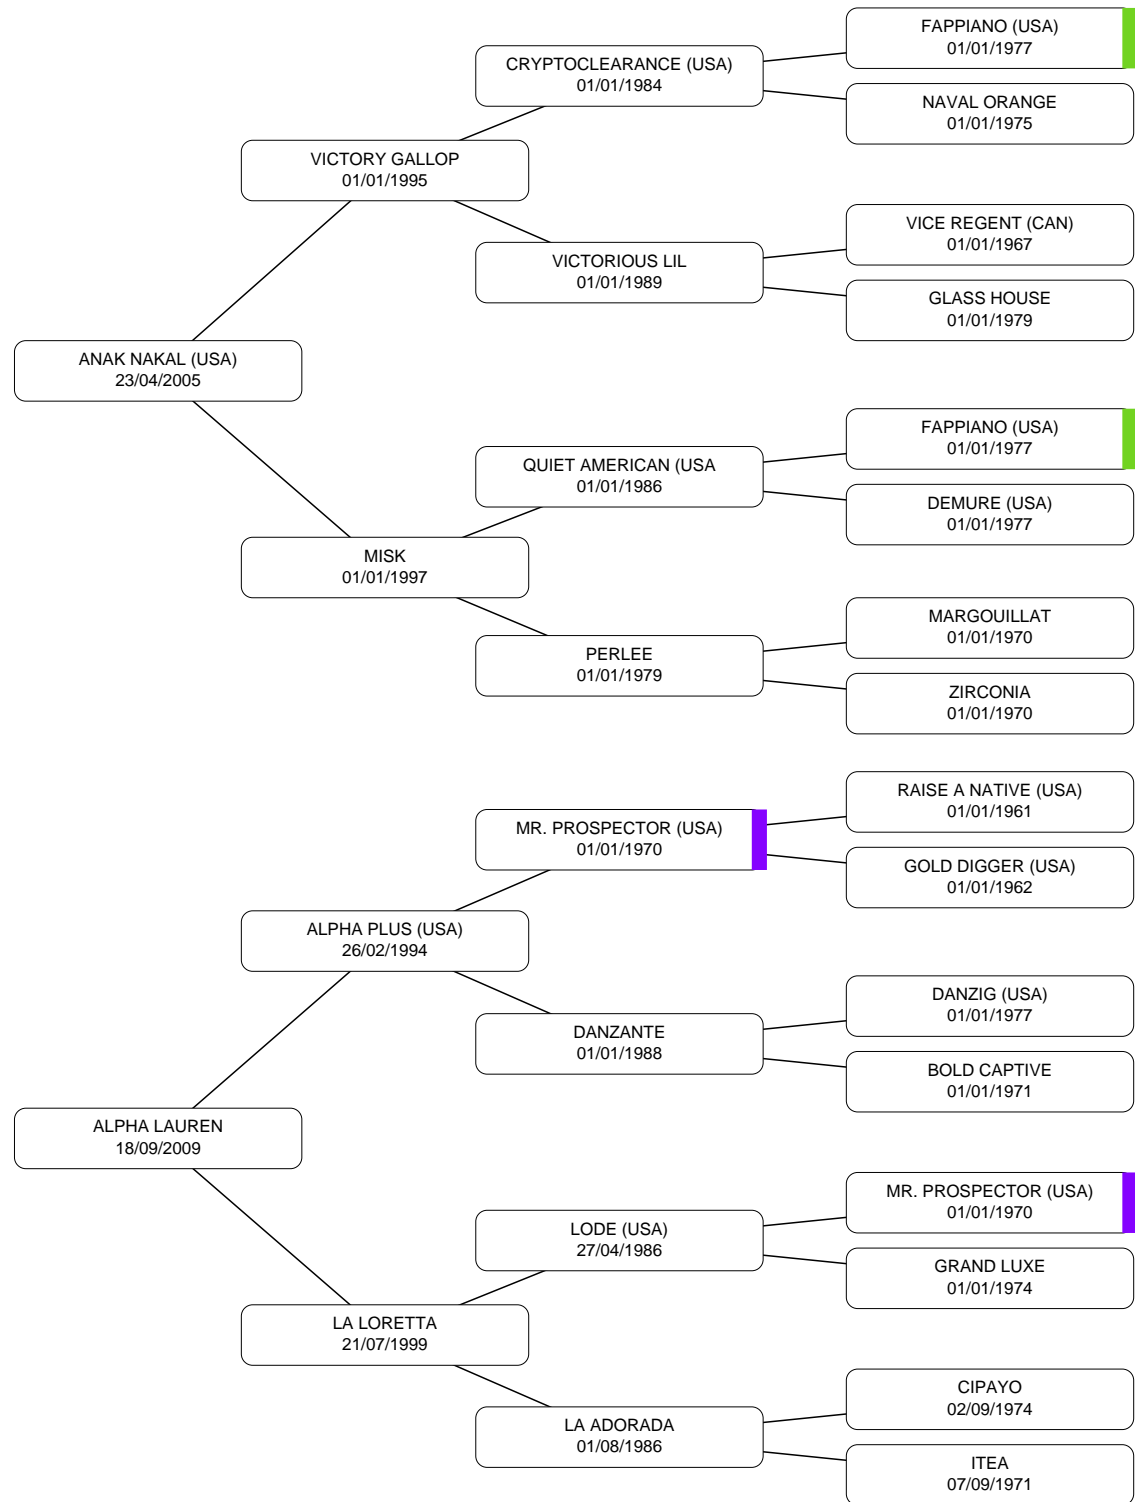 FAPPIANO (USA)
01/01/1977
CRYPTOCLEARANCE (USA)
01/01/1984
NAVAL ORANGE
01/01/1975
VICTORY GALLOP
01/01/1995
VICE REGENT (CAN)
01/01/1967
VICTORIOUS LIL
01/01/1989
GLASS HOUSE
01/01/1979
ANAK NAKAL (USA)
23/04/2005
FAPPIANO (USA)
01/01/1977
QUIET AMERICAN (USA
01/01/1986
DEMURE (USA)
01/01/1977
MISK
01/01/1997
MARGOUILLAT
01/01/1970
PERLEE
01/01/1979
ZIRCONIA
01/01/1970
RAISE A NATIVE (USA)
01/01/1961
MR. PROSPECTOR (USA)
01/01/1970
GOLD DIGGER (USA)
01/01/1962
ALPHA PLUS (USA)
26/02/1994
DANZIG (USA)
01/01/1977
DANZANTE
01/01/1988
BOLD CAPTIVE
01/01/1971
ALPHA LAUREN
18/09/2009
MR. PROSPECTOR (USA)
01/01/1970
LODE (USA)
27/04/1986
GRAND LUXE
01/01/1974
LA LORETTA
21/07/1999
CIPAYO
02/09/1974
LA ADORADA
01/08/1986
ITEA
07/09/1971